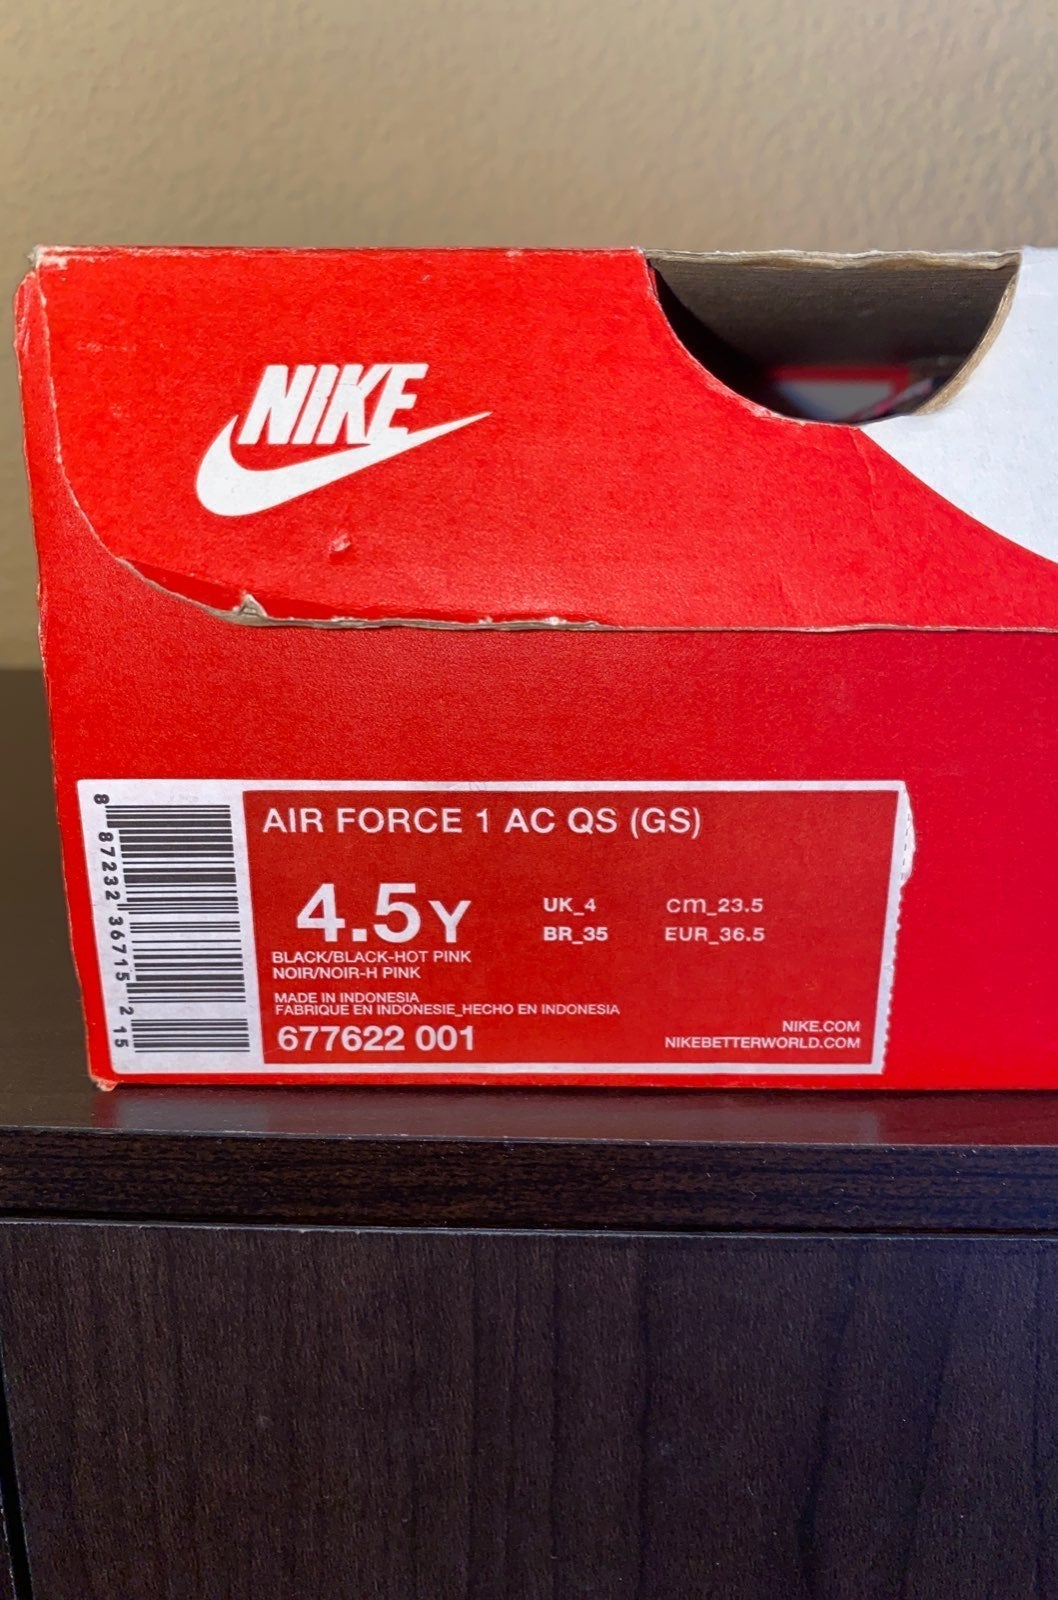 NIKE
AIR FORCE 1 AC QS (GS)
4.5Y
UK_4
cm_23.5
BR_35
EUR_36.5
BLACK/BLACK-HOT PINK
NOIR/NOIR-H PINK
MADE IN INDONESIA
FABRIQUE EN INDONESIE_HECHO EN INDONESIA
677622 001
NIKE.COM
NIKEBETTERWORLD.COM
8 87232 36715 2 15